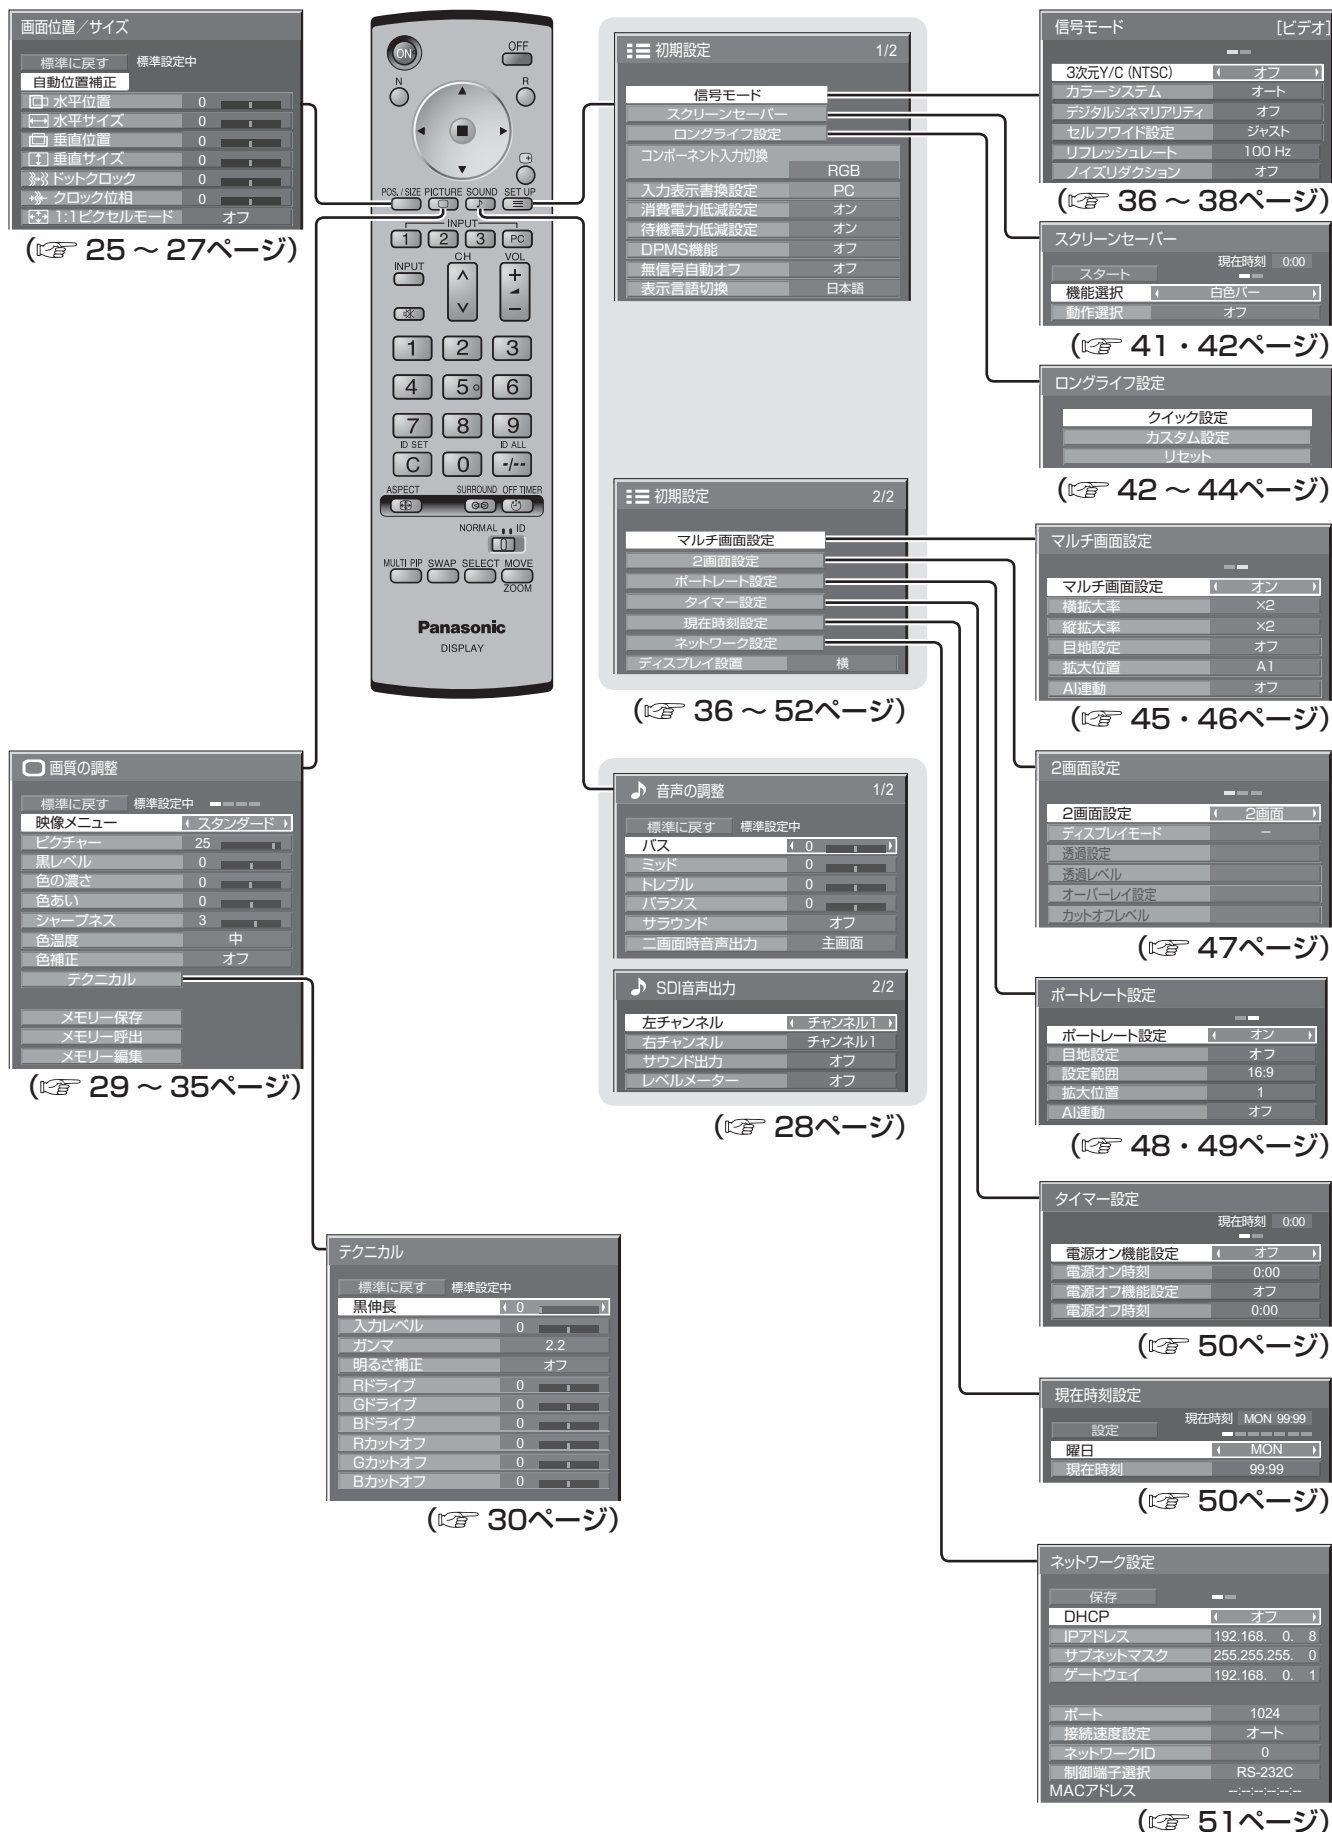 画面位置／サイズ
標準に戻す 標準設定中
自動位置補正
水平位置 0
水平サイズ 0
垂直位置 0
垂直サイズ 0
ドットクロック 0
クロック位相 0
1:1ピクセルモード オフ
(☞ 25 ～ 27ページ)
ON
OFF
N
R
POS. / SIZE PICTURE SOUND SET UP
INPUT
1 2 3 PC
INPUT
CH
VOL
+
−
1 2 3
4 5 6
7 8 9
ID SET
ID ALL
C 0 -/--
ASPECT
SURROUND OFF TIMER
NORMAL ID
MULTI PIP SWAP SELECT MOVE
ZOOM
Panasonic
DISPLAY
画質の調整
標準に戻す 標準設定中
映像メニュー スタンダード
ピクチャー 25
黒レベル 0
色の濃さ 0
色あい 0
シャープネス 3
色温度 中
色補正 オフ
テクニカル
メモリー保存
メモリー呼出
メモリー編集
(☞ 29 ～ 35ページ)
テクニカル
標準に戻す 標準設定中
黒伸長 0
入力レベル 0
ガンマ 2.2
明るさ補正 オフ
Rドライブ 0
Gドライブ 0
Bドライブ 0
Rカットオフ 0
Gカットオフ 0
Bカットオフ 0
(☞ 30ページ)
初期設定 1/2
信号モード
スクリーンセーバー
ロングライフ設定
コンポーネント入力切換
RGB
入力表示書換設定 PC
消費電力低減設定 オン
待機電力低減設定 オン
DPMS機能 オフ
無信号自動オフ オフ
表示言語切換 日本語
初期設定 2/2
マルチ画面設定
2画面設定
ポートレート設定
タイマー設定
現在時刻設定
ネットワーク設定
ディスプレイ設置 横
(☞ 36 ～ 52ページ)
音声の調整 1/2
標準に戻す 標準設定中
バス 0
ミッド 0
トレブル 0
バランス 0
サラウンド オフ
二画面時音声出力 主画面
SDI音声出力 2/2
左チャンネル チャンネル1
右チャンネル チャンネル1
サウンド出力 オフ
レベルメーター オフ
(☞ 28ページ)
信号モード [ビデオ]
3次元Y/C (NTSC) オフ
カラーシステム オート
デジタルシネマリアリティ オフ
セルフワイド設定 ジャスト
リフレッシュレート 100 Hz
ノイズリダクション オフ
(☞ 36 ～ 38ページ)
スクリーンセーバー
現在時刻 0:00
スタート
機能選択 白色バー
動作選択 オフ
(☞ 41・42ページ)
ロングライフ設定
クイック設定
カスタム設定
リセット
(☞ 42 ～ 44ページ)
マルチ画面設定
マルチ画面設定 オン
横拡大率 ×2
縦拡大率 ×2
目地設定 オフ
拡大位置 A1
AI連動 オフ
(☞ 45・46ページ)
2画面設定
2画面設定 2画面
ディスプレイモード −
透過設定
透過レベル
オーバーレイ設定
カットオフレベル
(☞ 47ページ)
ポートレート設定
ポートレート設定 オン
目地設定 オフ
設定範囲 16:9
拡大位置 1
AI連動 オフ
(☞ 48・49ページ)
タイマー設定
現在時刻 0:00
電源オン機能設定 オフ
電源オン時刻 0:00
電源オフ機能設定 オフ
電源オフ時刻 0:00
(☞ 50ページ)
現在時刻設定
現在時刻 MON 99:99
設定
曜日 MON
現在時刻 99:99
(☞ 50ページ)
ネットワーク設定
保存
DHCP オフ
IPアドレス 192.168. 0. 8
サブネットマスク 255.255.255. 0
ゲートウェイ 192.168. 0. 1
ポート 1024
接続速度設定 オート
ネットワークID 0
制御端子選択 RS-232C
MACアドレス --:--:--:--:--:--
(☞ 51ページ)